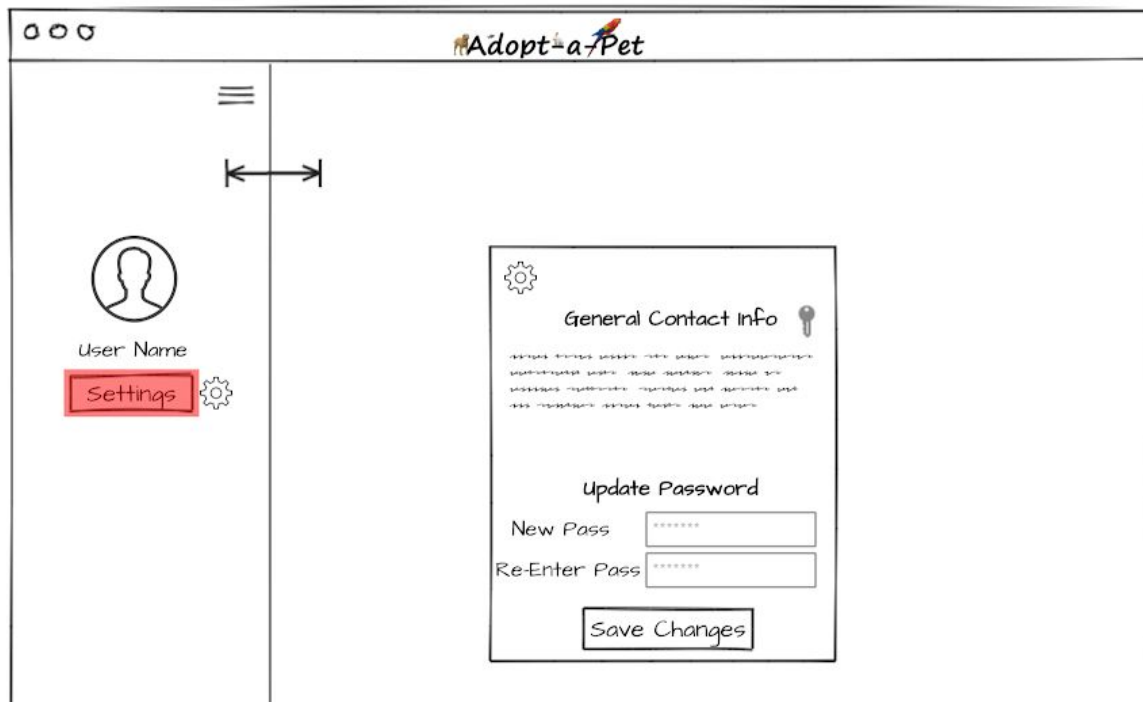 Adopt-a-Pet
User Name
Settings
General Contact Info
Update Password
New Pass *******
Re-Enter Pass *******
Save Changes